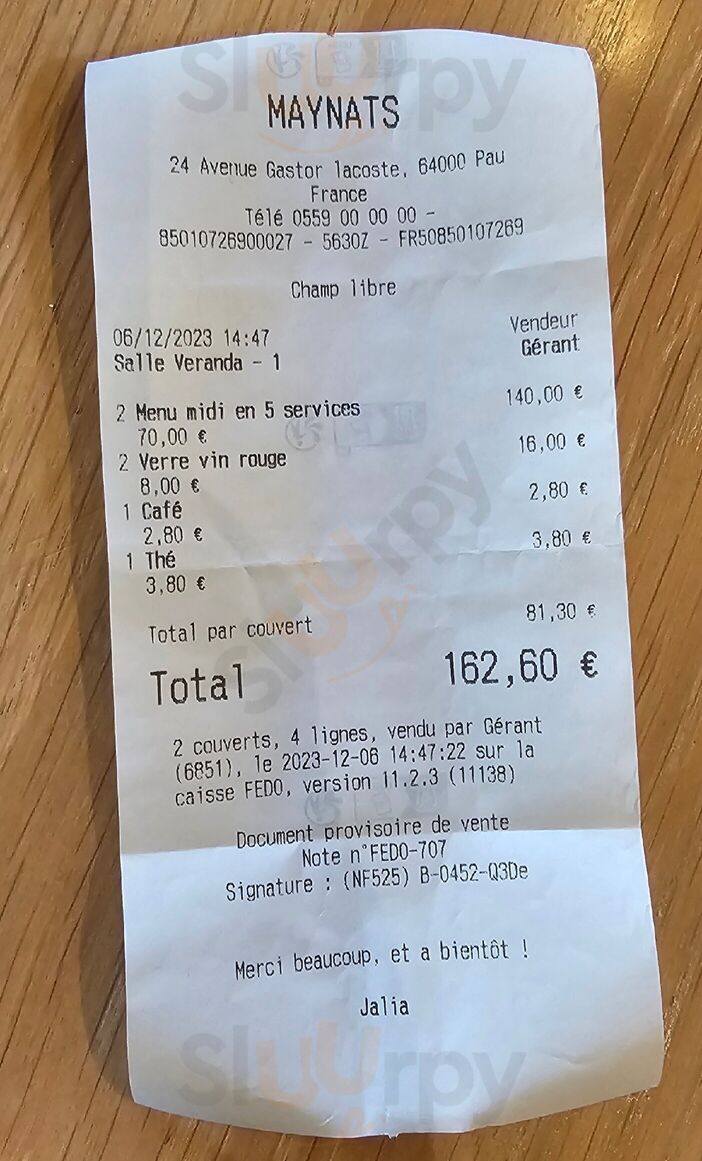 Sluurpy
MAYNATS
24 Avenue Gastor lacoste, 64000 Pau
France
Télé 0559 00 00 00 -
85010726900027 - 5630Z - FR50850107269
Champ libre
06/12/2023 14:47 Vendeur
Salle Veranda - 1 Gérant
2 Menu midi en 5 services 140,00 €
70,00 €
2 Verre vin rouge 16,00 €
8,00 €
1 Café 2,80 €
2,80 €
1 Thé 3,80 €
3,80 €
Total par couvert 81,30 €
Total 162,60 €
Sluurpy
2 couverts, 4 lignes, vendu par Gérant
(6851), le 2023-12-06 14:47:22 sur la
caisse FEDO, version 11.2.3 (11138)
Document provisoire de vente
Note n°FEDO-707
Signature : (NF525) B-0452-Q3De
Merci beaucoup, et a bientôt !
Jalia
Sluurpy